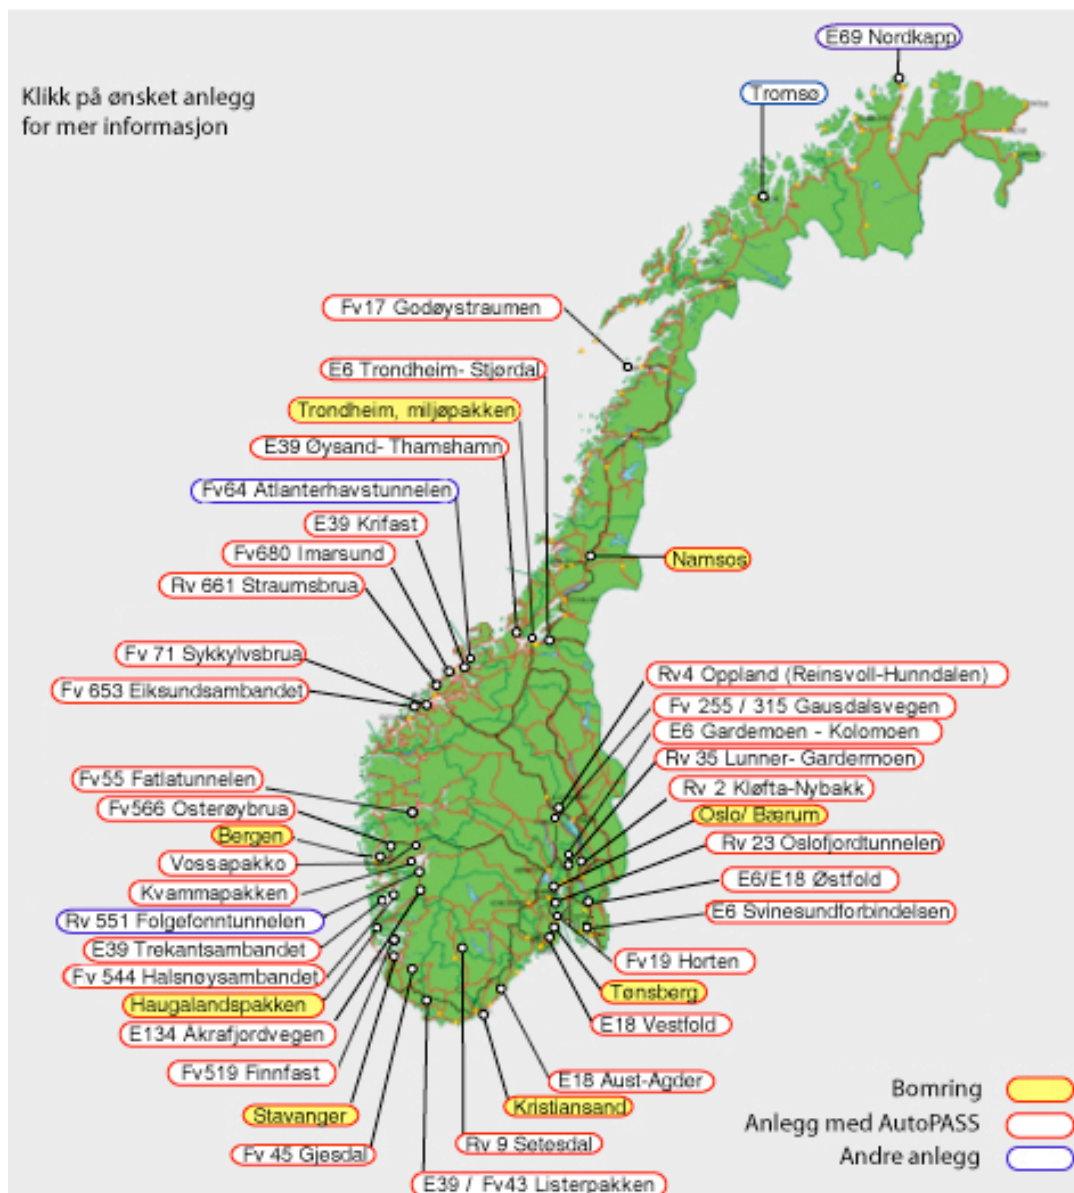 E69 Nordkapp
Klikk på ønsket anlegg
for mer informasjon
Tromsø
Fv17 Godøystraumen
E6 Trondheim- Stjørdal
Trondheim, miljøpakken
E39 Øysand- Thamshamn
Fv64 Atlanterhavstunnelen
E39 Krifast
Fv680 Imarsund
Rv 661 Straumsbrua
Namsos
Fv 71 Sykkylvsbrua
Fv 653 Eiksundsambandet
Rv4 Oppland (Reinsvoll-Hunndalen)
Fv 255 / 315 Gausdalsvegen
E6 Gardemoen - Kolomoen
Rv 35 Lunner- Gardermoen
Rv 2 Kløfta-Nybakk
Oslo/ Bærum
Rv 23 Oslofjordtunnelen
E6/E18 Østfold
E6 Svinesundforbindelsen
Fv19 Horten
Tønsberg
E18 Vestfold
Fv55 Fatlatunnelen
Fv566 Osterøybrua
Bergen
Vossapakko
Kvammapakken
Rv 551 Folgefonntunnelen
E39 Trekantsambandet
Fv 544 Halsnøysambandet
Haugalandspakken
E134 Åkrafjordvegen
Fv519 Finnfast
Stavanger
Fv 45 Gjesdal
E18 Aust-Agder
Kristiansand
Rv 9 Setesdal
E39 / Fv43 Listerpakken
Bomring
Anlegg med AutoPASS
Andre anlegg